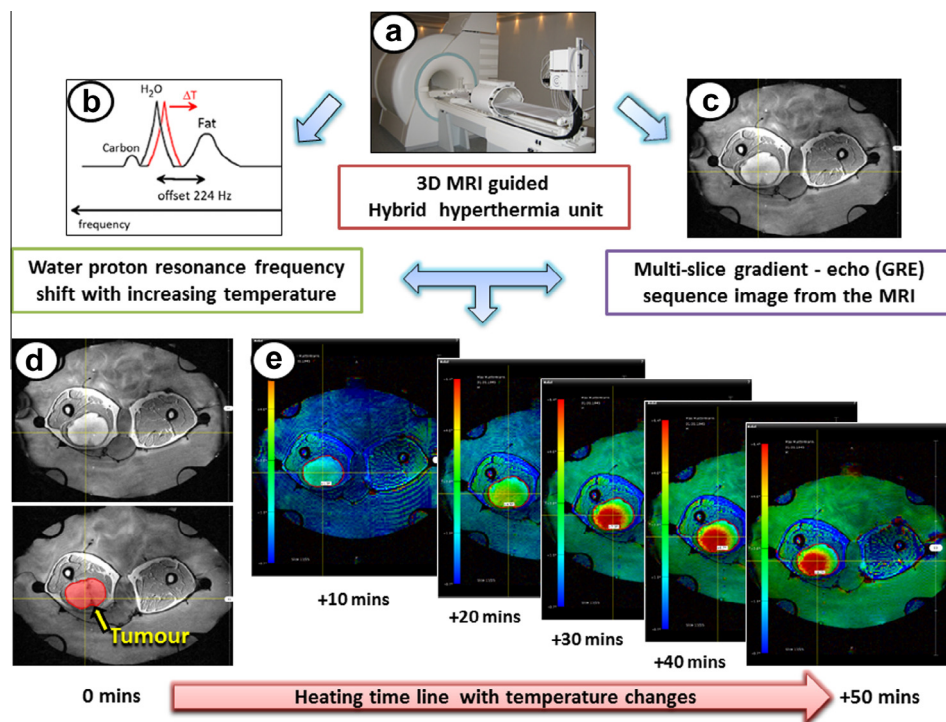 a
b
H₂O
ΔT
Fat
Carbon
offset 224 Hz
frequency
c
3D MRI guided
Hybrid hyperthermia unit
Water proton resonance frequency
shift with increasing temperature
Multi-slice gradient - echo (GRE)
sequence image from the MRI
d
e
Tumour
+10 mins
+20 mins
+30 mins
+40 mins
0 mins
Heating time line with temperature changes
+50 mins